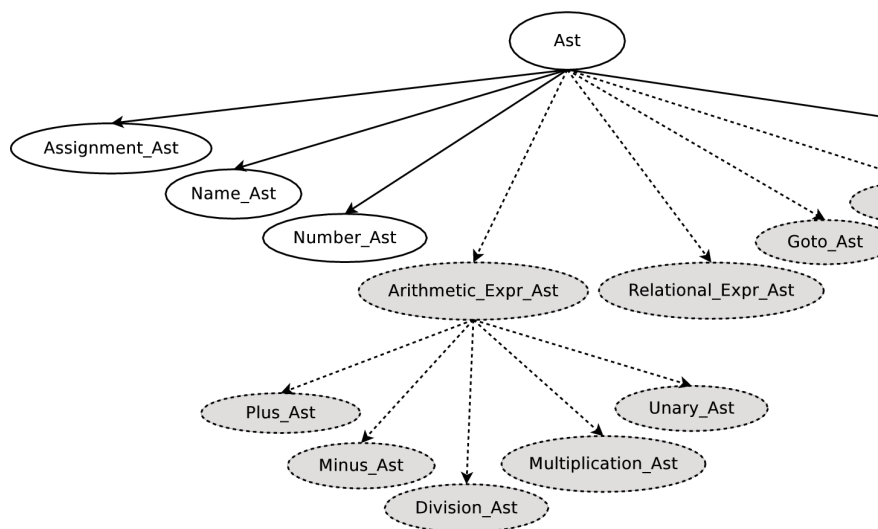 Ast
Assignment_Ast
Name_Ast
Number_Ast
Goto_Ast
Arithmetic_Expr_Ast
Relational_Expr_Ast
Plus_Ast
Unary_Ast
Minus_Ast
Multiplication_Ast
Division_Ast